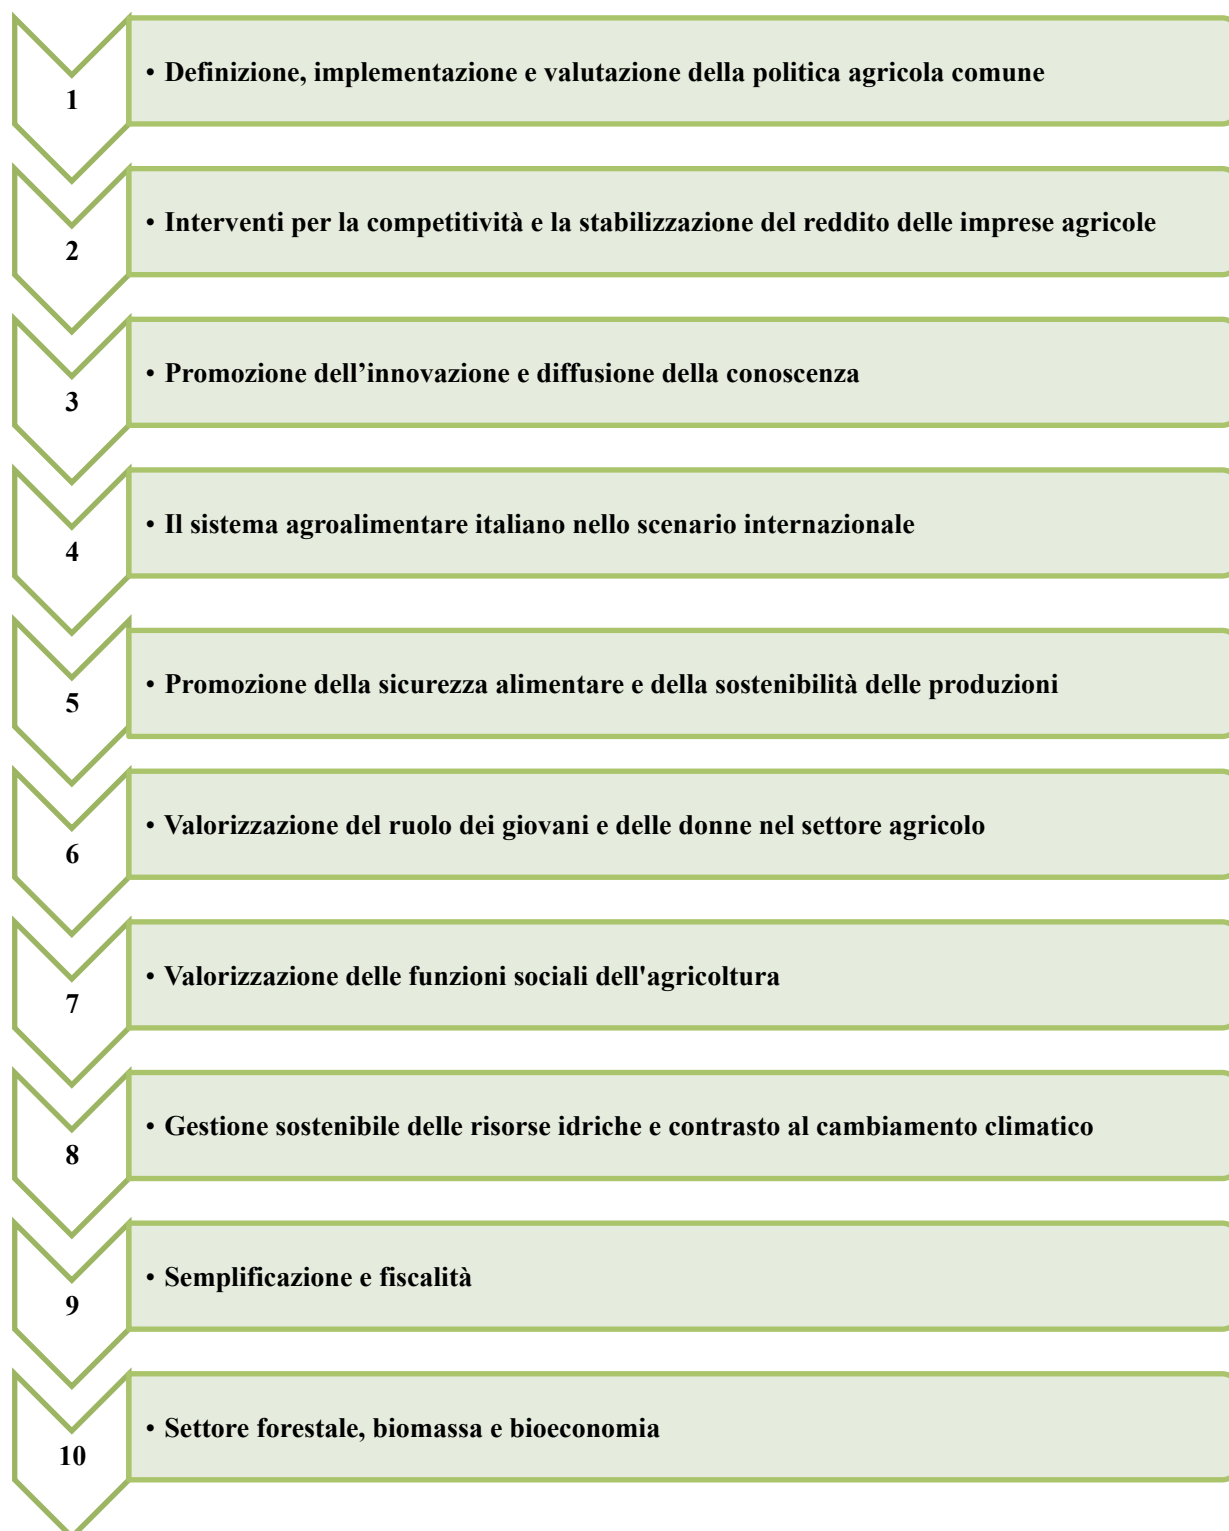 1
• Definizione, implementazione e valutazione della politica agricola comune
2
• Interventi per la competitività e la stabilizzazione del reddito delle imprese agricole
3
• Promozione dell’innovazione e diffusione della conoscenza
4
• Il sistema agroalimentare italiano nello scenario internazionale
5
• Promozione della sicurezza alimentare e della sostenibilità delle produzioni
6
• Valorizzazione del ruolo dei giovani e delle donne nel settore agricolo
7
• Valorizzazione delle funzioni sociali dell'agricoltura
8
• Gestione sostenibile delle risorse idriche e contrasto al cambiamento climatico
9
• Semplificazione e fiscalità
10
• Settore forestale, biomassa e bioeconomia